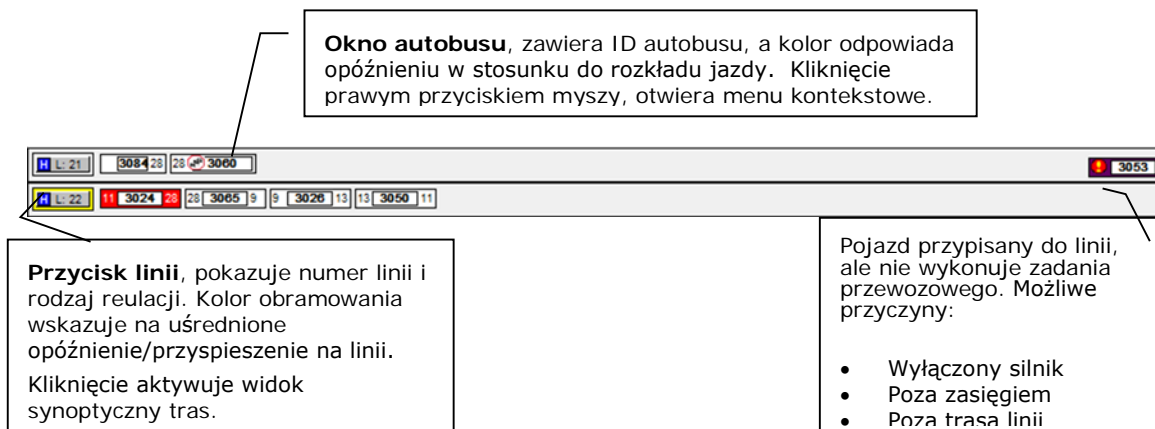 Okno autobusu, zawiera ID autobusu, a kolor odpowiada
opóźnieniu w stosunku do rozkładu jazdy. Kliknięcie
prawym przyciskiem myszy, otwiera menu kontekstowe.
H L: 21 3084 28 28 3060 3053
H L: 22 11 3024 28 28 3065 9 9 3026 13 13 3050 11
Przycisk linii, pokazuje numer linii i
rodzaj reulacji. Kolor obramowania
wskazuje na uśrednione
opóźnienie/przyspieszenie na linii.
Kliknięcie aktywuje widok
synoptyczny tras.
Pojazd przypisany do linii,
ale nie wykonuje zadania
przewozowego. Możliwe
przyczyny:
• Wyłączony silnik
• Poza zasięgiem
• Poza trasą linii